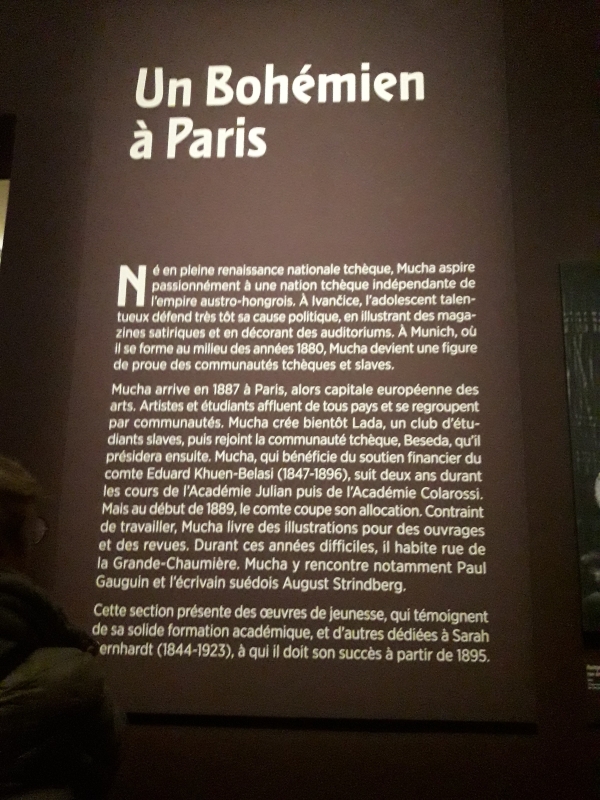 Un Bohémien
à Paris
Né en pleine renaissance nationale tchèque, Mucha aspire
passionnément à une nation tchèque indépendante de
l'empire austro-hongrois. À Ivančice, l'adolescent talen-
tueux défend très tôt sa cause politique, en illustrant des maga-
zines satiriques et en décorant des auditoriums. À Munich, où
il se forme au milieu des années 1880, Mucha devient une figure
de proue des communautés tchèques et slaves.
Mucha arrive en 1887 à Paris, alors capitale européenne des
arts. Artistes et étudiants affluent de tous pays et se regroupent
par communautés. Mucha crée bientôt Lada, un club d'étu-
diants slaves, puis rejoint la communauté tchèque, Beseda, qu'il
présidera ensuite. Mucha, qui bénéficie du soutien financier du
comte Eduard Khuen-Belasi (1847-1896), suit deux ans durant
les cours de l'Académie Julian puis de l'Académie Colarossi.
Mais au début de 1889, le comte coupe son allocation. Contraint
de travailler, Mucha livre des illustrations pour des ouvrages
et des revues. Durant ces années difficiles, il habite rue de
la Grande-Chaumière. Mucha y rencontre notamment Paul
Gauguin et l'écrivain suédois August Strindberg.
Cette section présente des œuvres de jeunesse, qui témoignent
de sa solide formation académique, et d'autres dédiées à Sarah
ernhardt (1844-1923), à qui il doit son succès à partir de 1895.